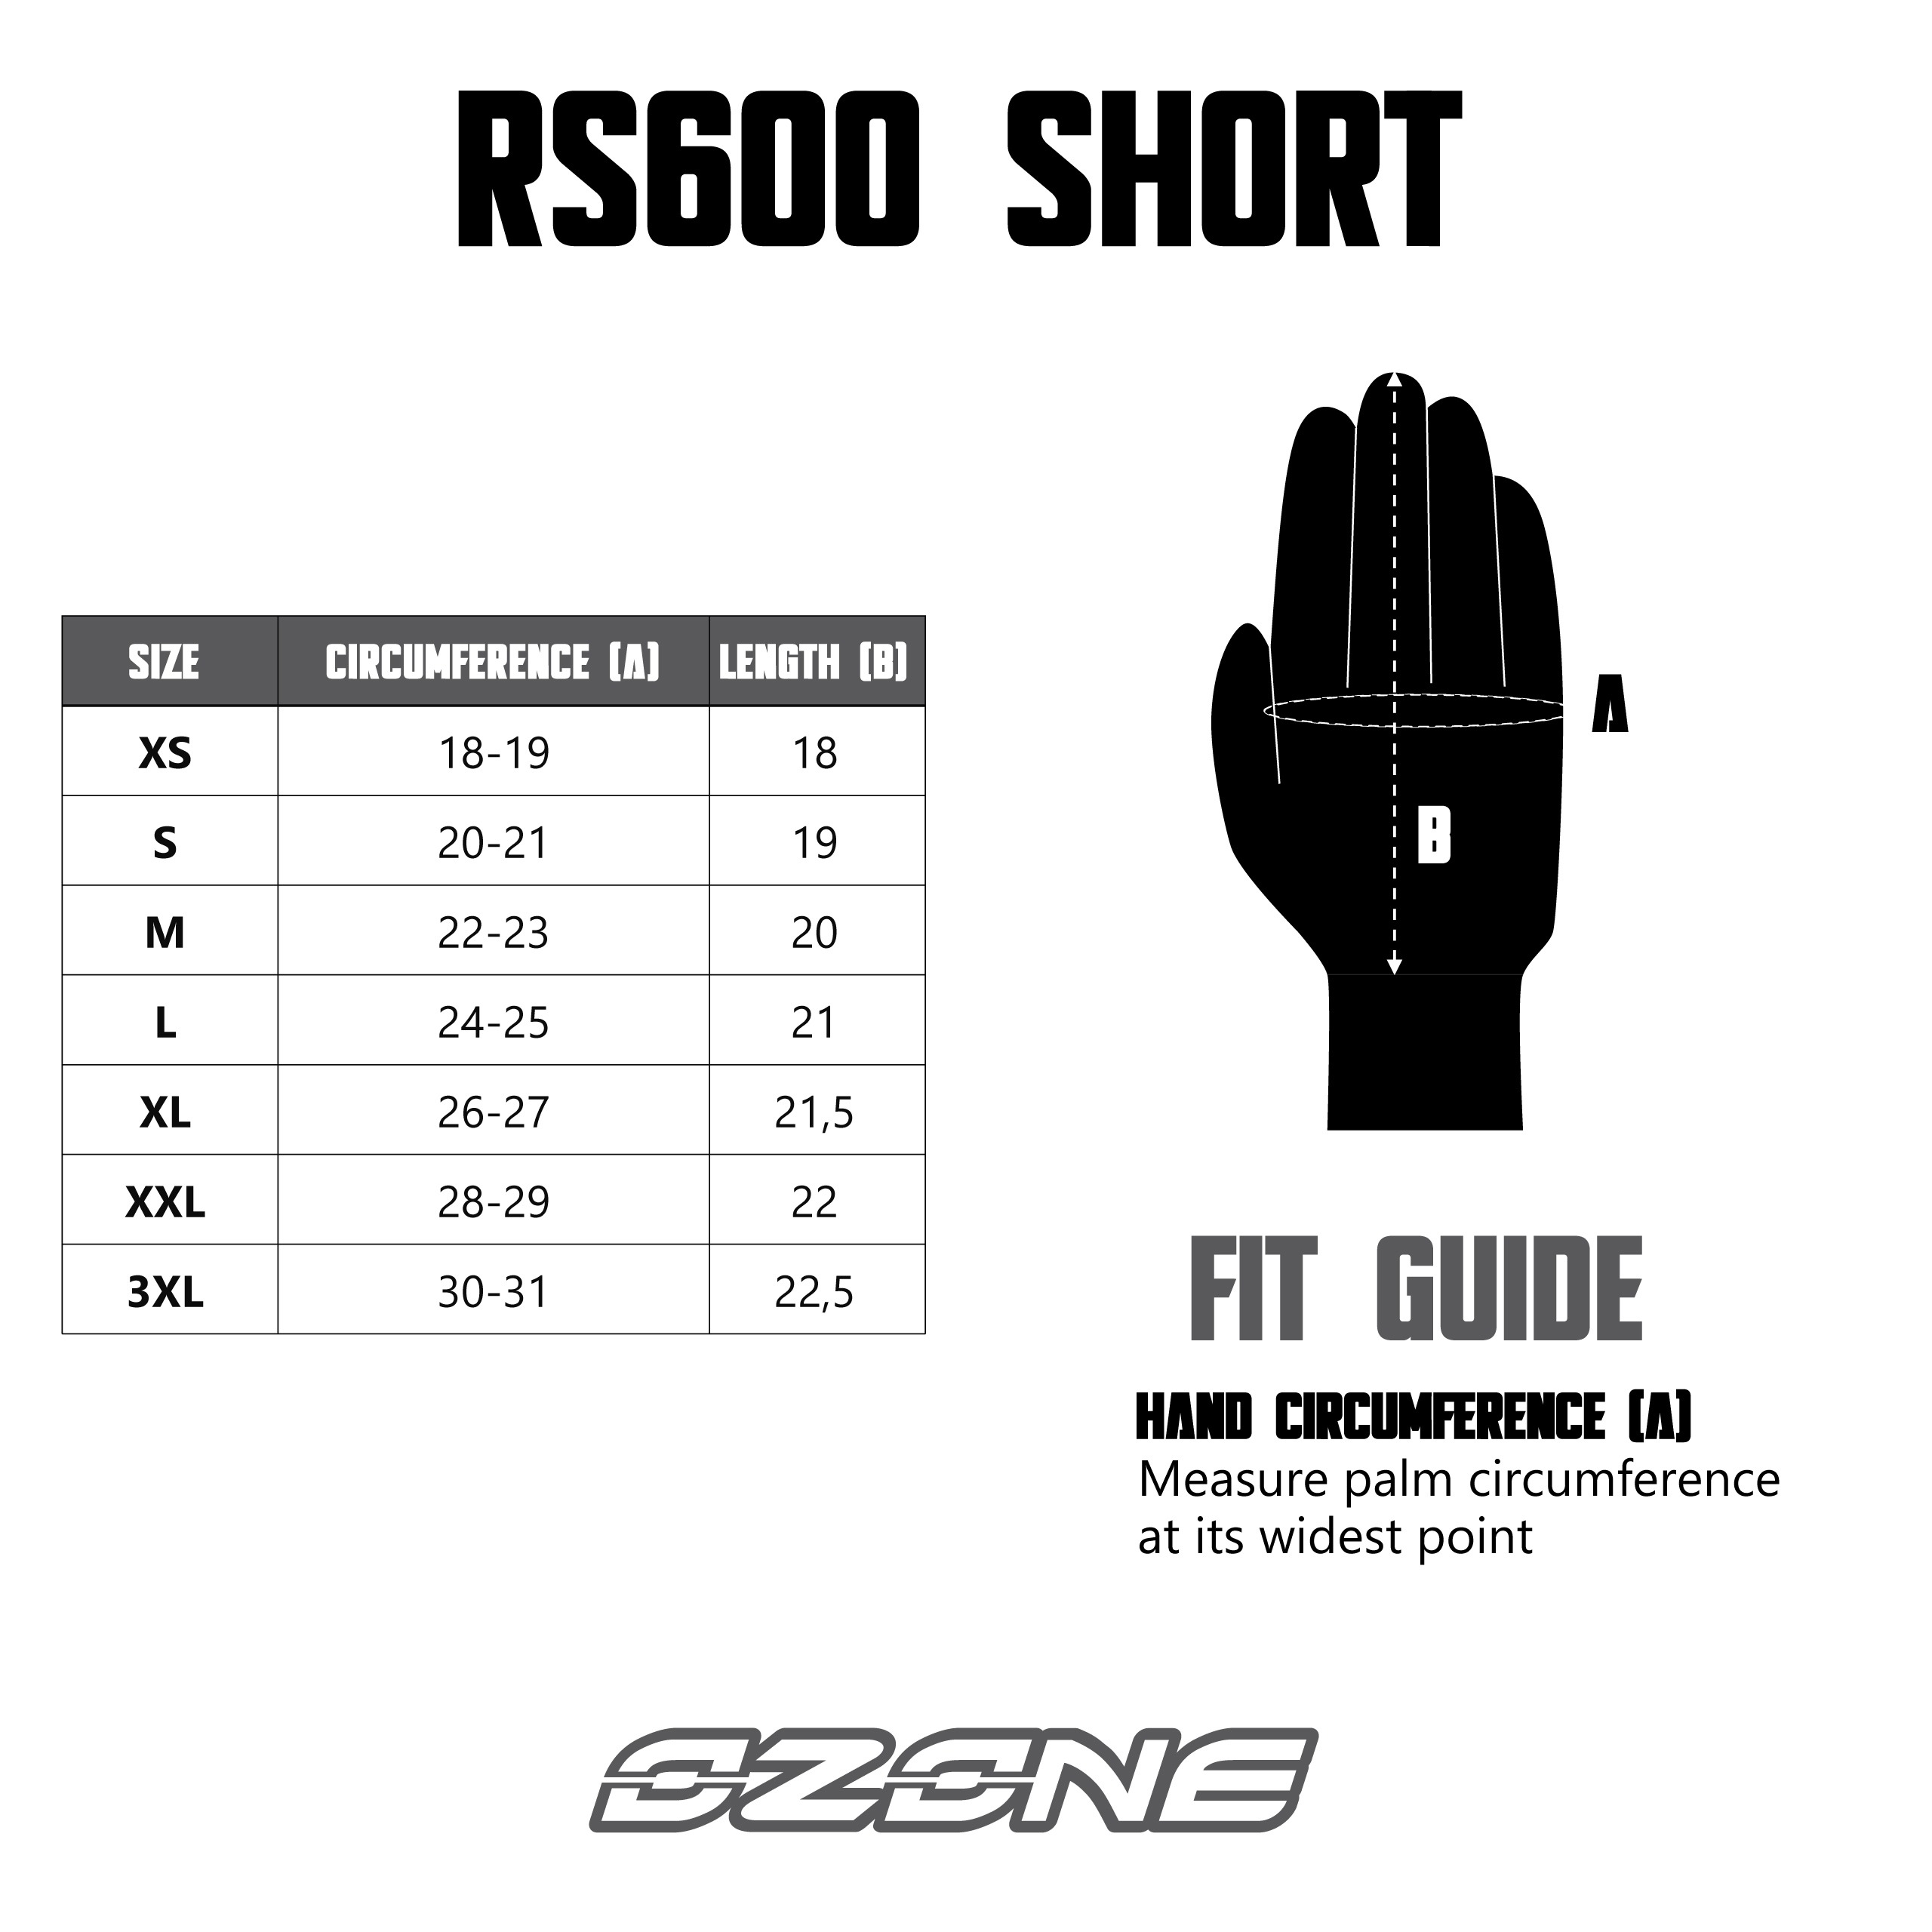 RS600 SHORT
SIZE CIRCUMFERENCE (A) LENGTH (B)
XS 18-19 18
S 20-21 19
M 22-23 20
L 24-25 21
XL 26-27 21,5
XXL 28-29 22
3XL 30-31 22,5
A
B
FIT GUIDE
HAND CIRCUMFERENCE (A)
Measure palm circumference
at its widest point
OZONE